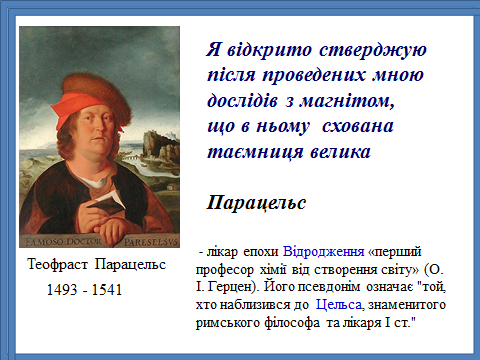 Я відкрито стверджую
після проведених мною
дослідів з магнітом,
що в ньому схована
таємниця велика
Парацельс
FAMOSO DOCTOR PARESELSVS
Теофраст Парацельс
1493 - 1541
- лікар епохи Відродження «перший
професор хімії від створення світу» (О.
І. Герцен). Його псевдонім означає "той,
хто наблизився до Цельса, знаменитого
римського філософа та лікаря І ст."